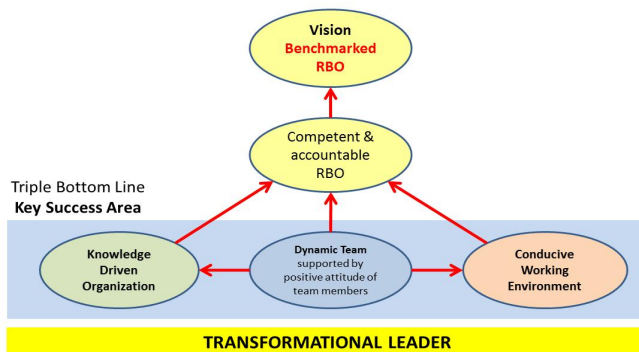 Vision
Benchmarked
RBO
Competent &
accountable
RBO
Triple Bottom Line
Key Success Area
Knowledge
Driven
Organization
Dynamic Team
supported by
positive attitude of
team members
Conducive
Working
Environment
TRANSFORMATIONAL LEADER